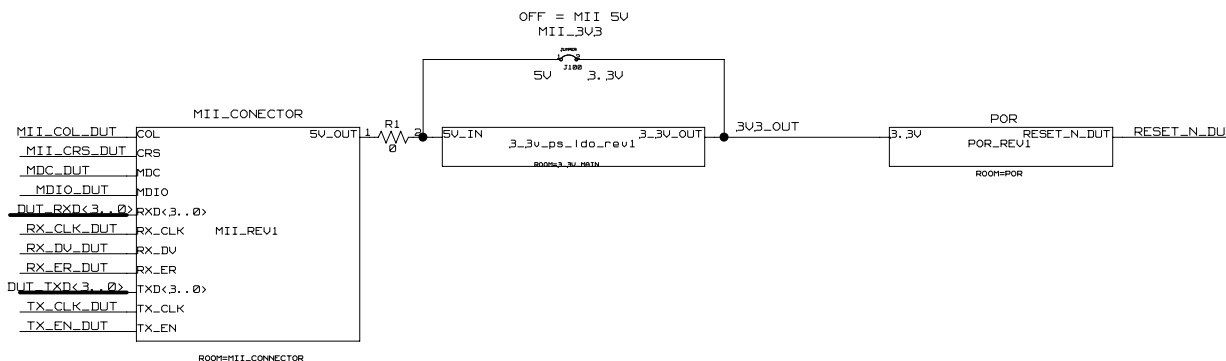 OFF = MII 5V
MII_3V3
JUMPER
1 2
J100
5V 3.3V
MII_CONECTOR
MII_COL_DUT COL 5V_OUT 1 R1 2 5V_IN 3_3V_OUT 3V3_OUT 3.3V POR RESET_N_DUT RESET_N_DU
0
3_3v_ps_ldo_rev1
POR_REV1
MII_CRS_DUT CRS
ROOM=3_3V_MAIN
MDC_DUT MDC
ROOM=POR
MDIO_DUT MDIO
DUT_RXD<3..0> RXD<3..0>
RX_CLK_DUT RX_CLK MII_REV1
RX_DV_DUT RX_DV
RX_ER_DUT RX_ER
DUT_TXD<3..0> TXD<3..0>
TX_CLK_DUT TX_CLK
TX_EN_DUT TX_EN
ROOM=MII_CONNECTOR